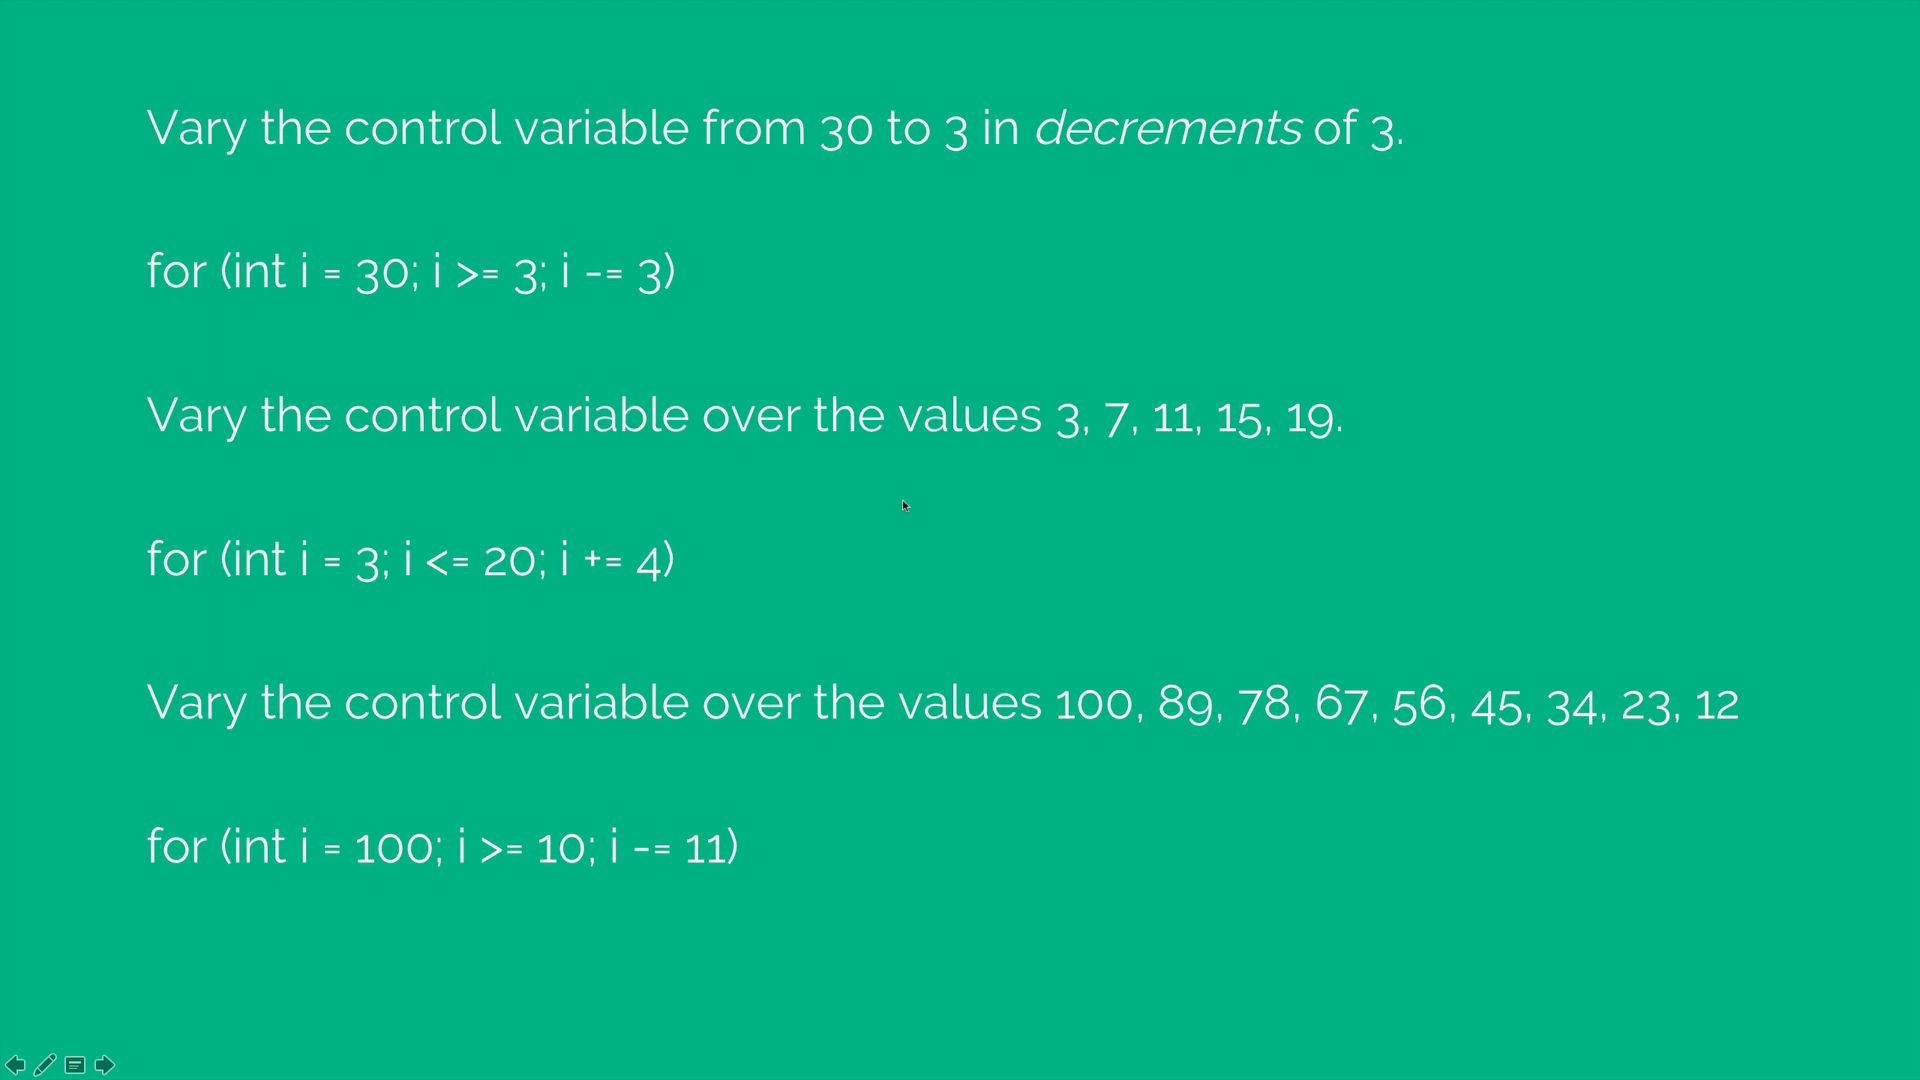 Vary the control variable from 30 to 3 in decrements of 3.
for (int i = 30; i >= 3; i -= 3)
Vary the control variable over the values 3, 7, 11, 15, 19.
for (int i = 3; i <= 20; i += 4)
Vary the control variable over the values 100, 89, 78, 67, 56, 45, 34, 23, 12
for (int i = 100; i >= 10; i -= 11)